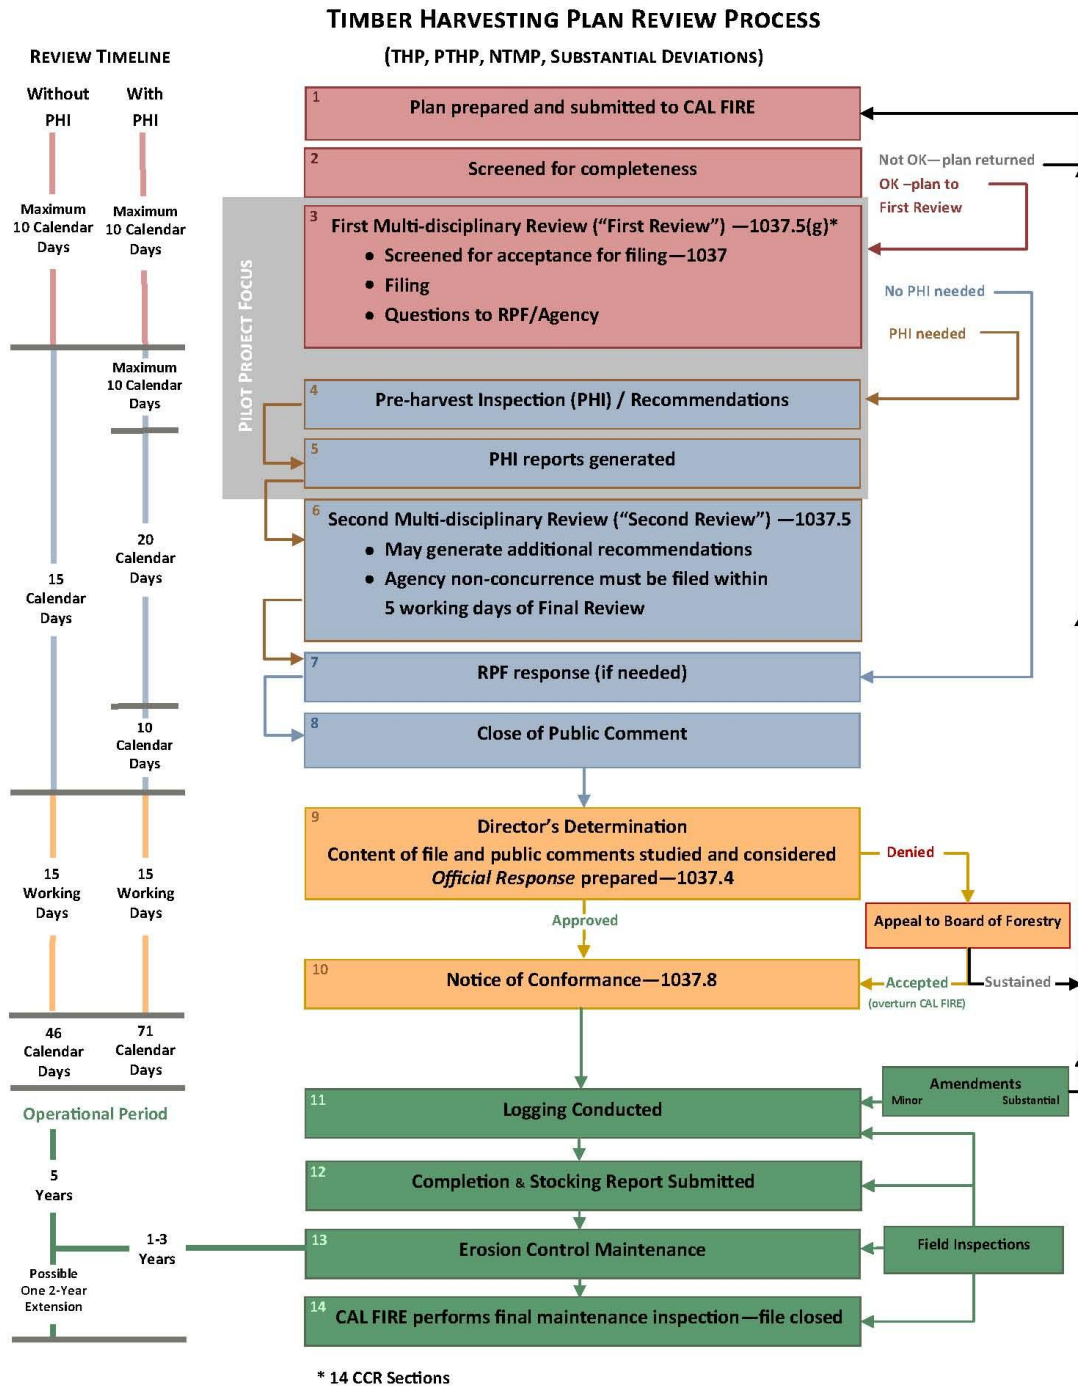 TIMBER HARVESTING PLAN REVIEW PROCESS
REVIEW TIMELINE
(THP, PTHP, NTMP, SUBSTANTIAL DEVIATIONS)
Without
PHI
With
PHI
Maximum
10 Calendar
Days
Maximum
10 Calendar
Days
Maximum
10 Calendar
Days
20
Calendar
Days
15
Calendar
Days
10
Calendar
Days
15
Working
Days
15
Working
Days
46
Calendar
Days
71
Calendar
Days
Operational Period
5
Years
1-3
Years
Possible
One 2-Year
Extension
PILOT PROJECT FOCUS
1
Plan prepared and submitted to CAL FIRE
2
Screened for completeness
Not OK—plan returned
OK –plan to
First Review
3
First Multi-disciplinary Review (“First Review”) —1037.5(g)*
• Screened for acceptance for filing—1037
• Filing
• Questions to RPF/Agency
No PHI needed
PHI needed
4
Pre-harvest Inspection (PHI) / Recommendations
5
PHI reports generated
6
Second Multi-disciplinary Review (“Second Review”) —1037.5
• May generate additional recommendations
• Agency non-concurrence must be filed within
5 working days of Final Review
7
RPF response (if needed)
8
Close of Public Comment
9
Director’s Determination
Content of file and public comments studied and considered
Official Response prepared—1037.4
Denied
Approved
Appeal to Board of Forestry
10
Notice of Conformance—1037.8
Accepted
(overturn CAL FIRE)
Sustained
11
Logging Conducted
Amendments
Minor Substantial
12
Completion & Stocking Report Submitted
13
Erosion Control Maintenance
Field Inspections
14
CAL FIRE performs final maintenance inspection—file closed
* 14 CCR Sections